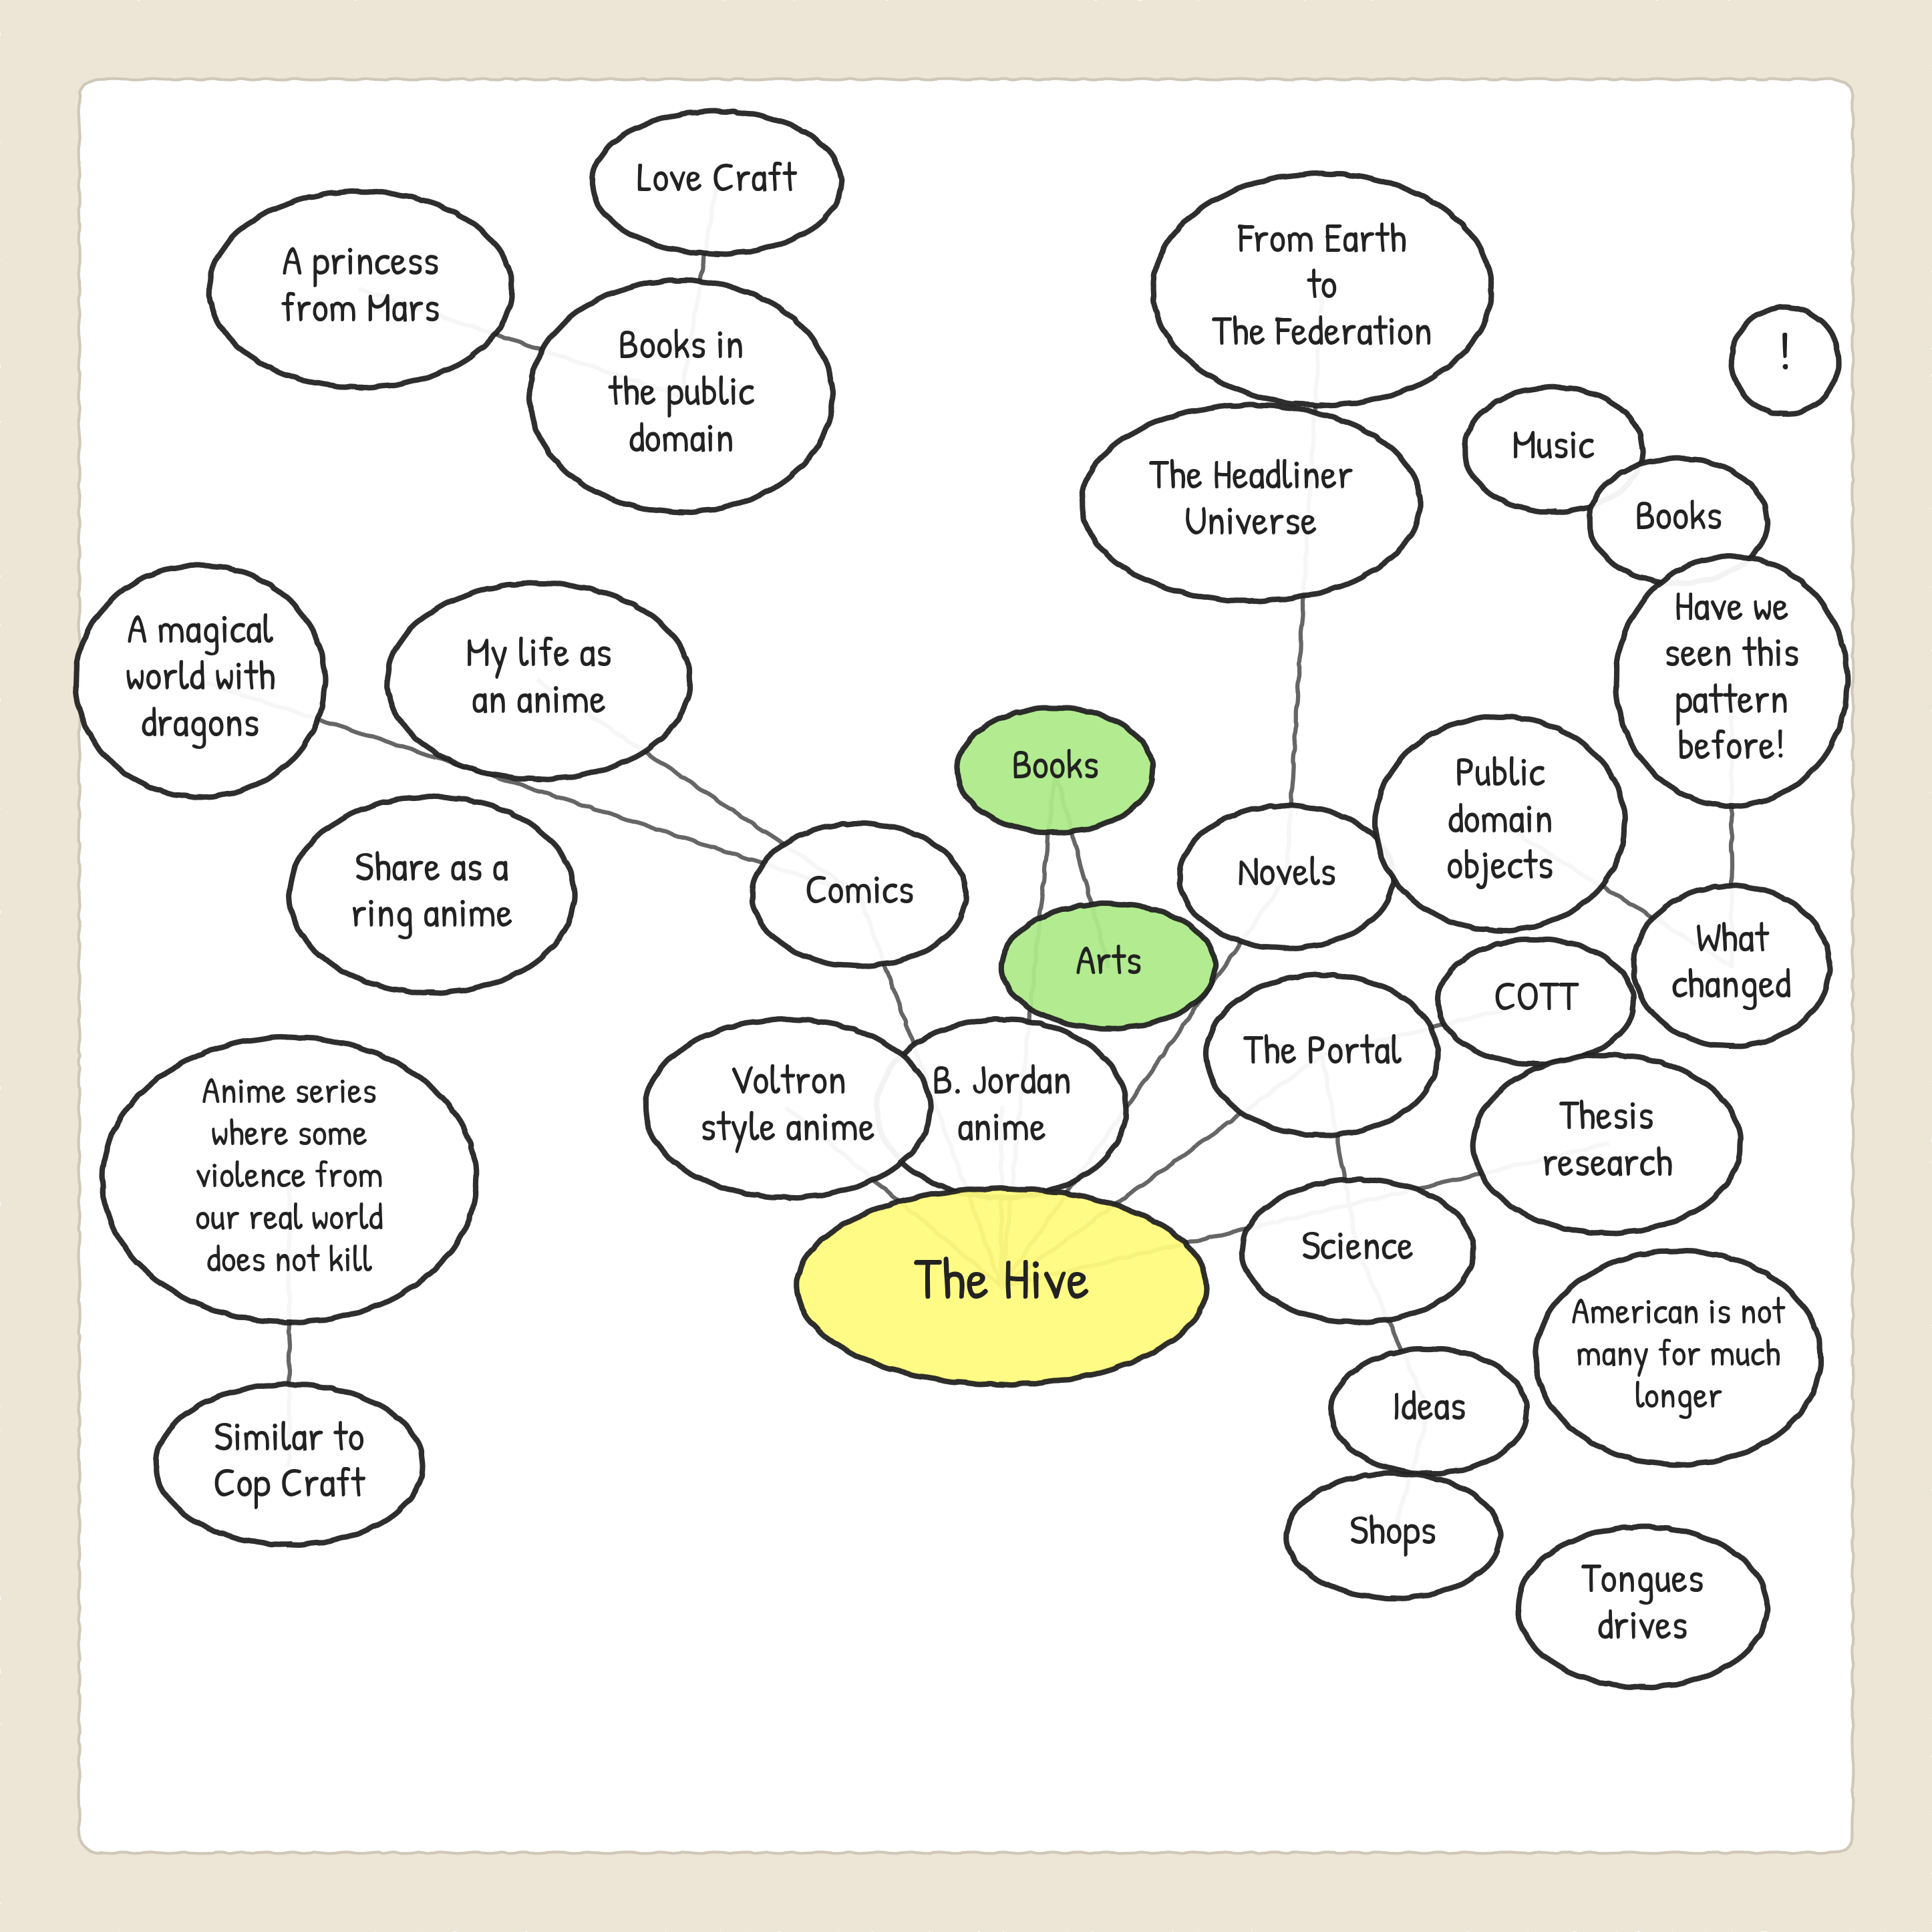 Love Craft
A princess
from Mars
Books in
the public
domain
From Earth
to
The Federation
!
Music
The Headliner
Universe
Books
Have we
seen this
pattern
before!
A magical
world with
dragons
My life as
an anime
Books
Public
domain
objects
Share as a
ring anime
Comics
Novels
Arts
What
changed
COTT
The Portal
Voltron
style anime
B. Jordan
anime
Thesis
research
Anime series
where some
violence from
our real world
does not kill
Science
The Hive
American is not
many for much
longer
Ideas
Similar to
Cop Craft
Shops
Tongues
drives